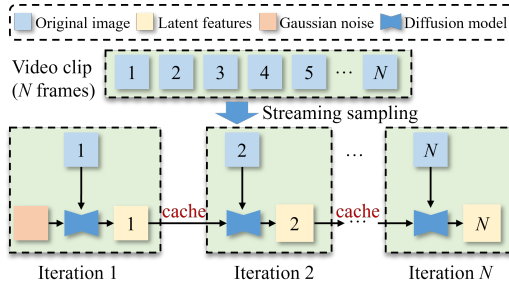 Original image Latent features Gaussian noise Diffusion model
Video clip
(N frames)
1 2 3 4 5 ... N
Streaming sampling
1 2 ... N
1 cache 2 cache ... N
Iteration 1 Iteration 2 Iteration N